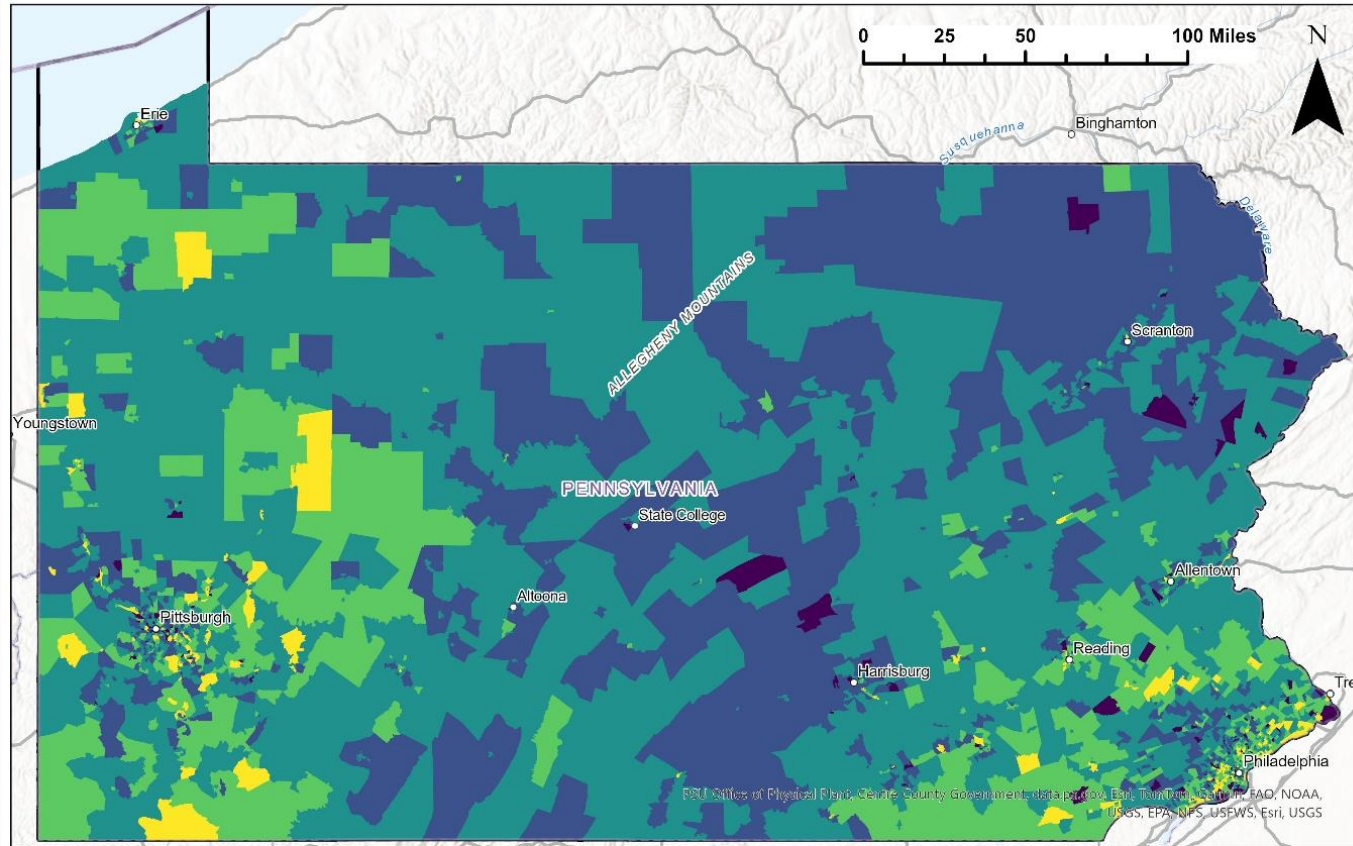 0 25 50 100 Miles
N
Erie
Binghamton
Susquehanna
Delaware
ALLEGHENY MOUNTAINS
Scranton
Youngstown
PENNSYLVANIA
State College
Allentown
Altoona
Pittsburgh
Reading
Harrisburg
Tre
Philadelphia
PSU Office of Physical Plant, Centre County Government, data.pa.gov, Esri, TomTom, Garmin, FAO, NOAA,
USGS, EPA, NPS, USFWS, Esri, USGS